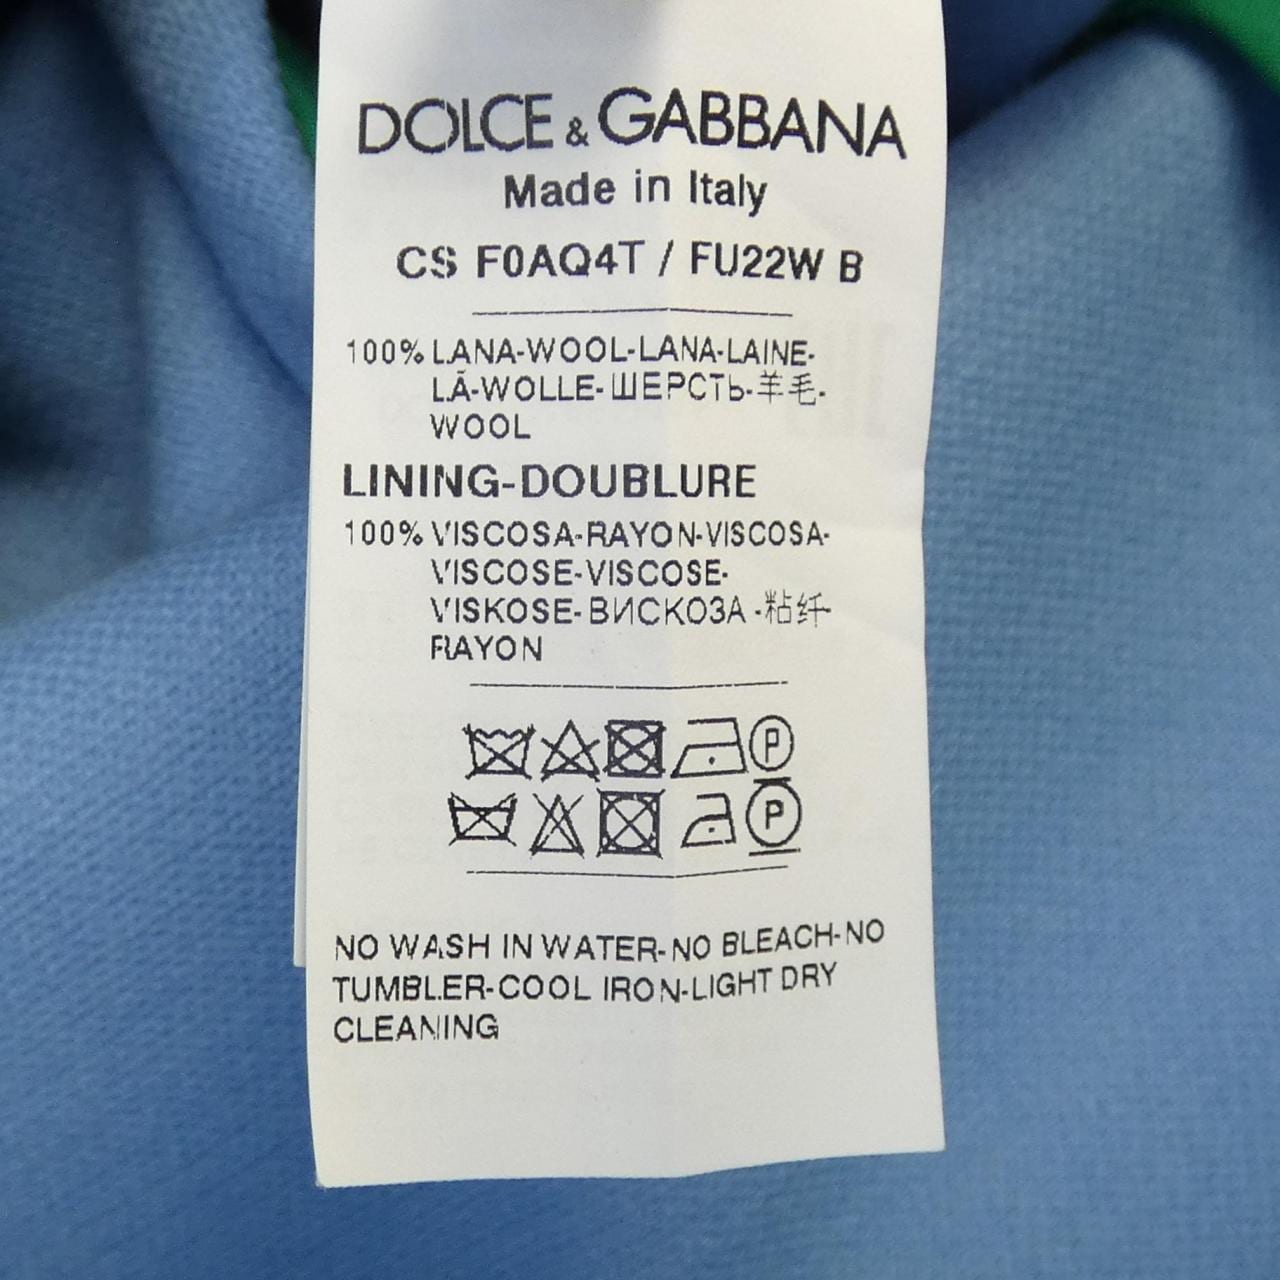 DOLCE & GABBANA
Made in Italy
CS F0AQ4T / FU22W B
100% LANA-WOOL-LANA-LAINE-
LÃ-WOLLE-ШЕРСТЬ-羊毛-
WOOL
LINING-DOUBLURE
100% VISCOSA-RAYON-VISCOSA-
VISCOSE-VISCOSE-
VISKOSE-ВИСКОЗА-粘纤-
RAYON
P
P
NO WASH IN WATER-NO BLEACH-NO
TUMBLER-COOL IRON-LIGHT DRY
CLEANING